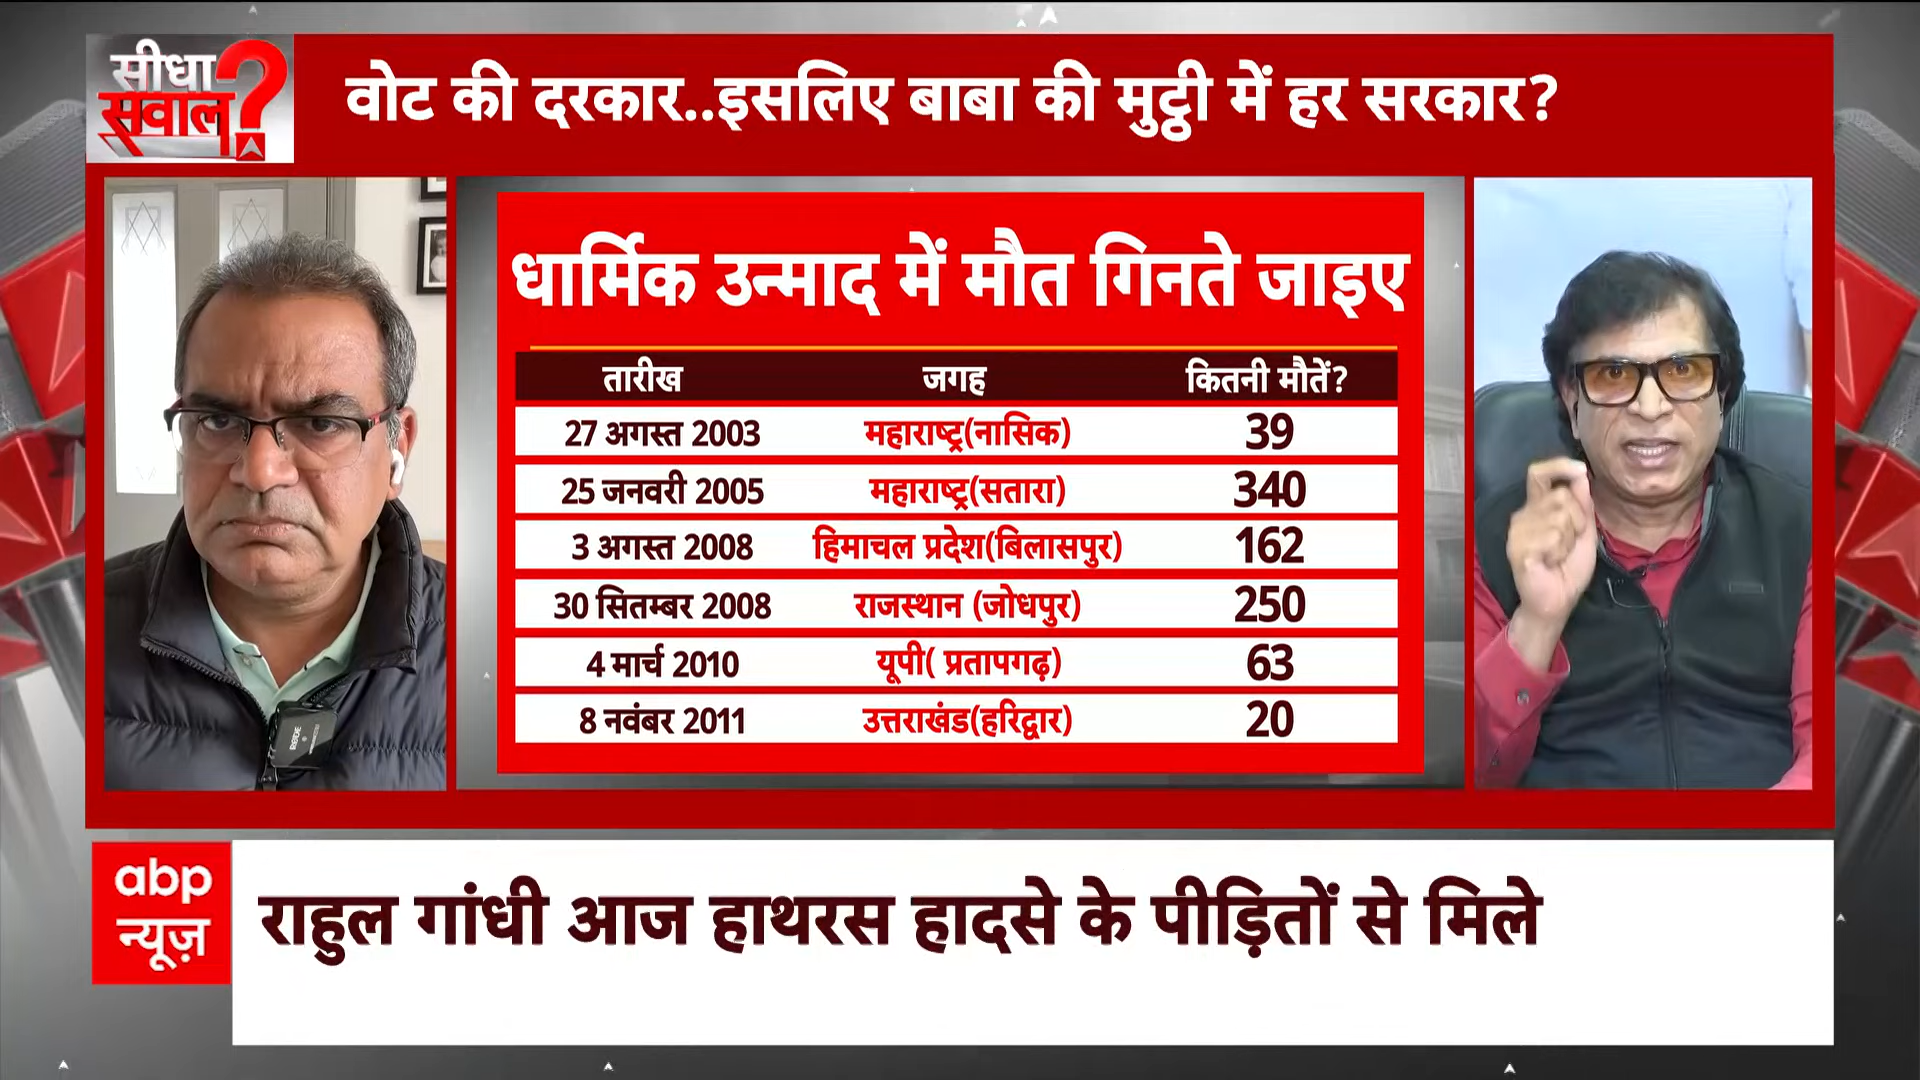 सीधा
सवाल?
वोट की दरकार..इसलिए बाबा की मुट्ठी में हर सरकार?
धार्मिक उन्माद में मौत गिनते जाइए
तारीख जगह कितनी मौतें?
27 अगस्त 2003 महाराष्ट्र(नासिक) 39
25 जनवरी 2005 महाराष्ट्र(सतारा) 340
3 अगस्त 2008 हिमाचल प्रदेश(बिलासपुर) 162
30 सितम्बर 2008 राजस्थान (जोधपुर) 250
4 मार्च 2010 यूपी( प्रतापगढ़) 63
8 नवंबर 2011 उत्तराखंड(हरिद्वार) 20
RØDE
abp
न्यूज़
राहुल गांधी आज हाथरस हादसे के पीड़ितों से मिले